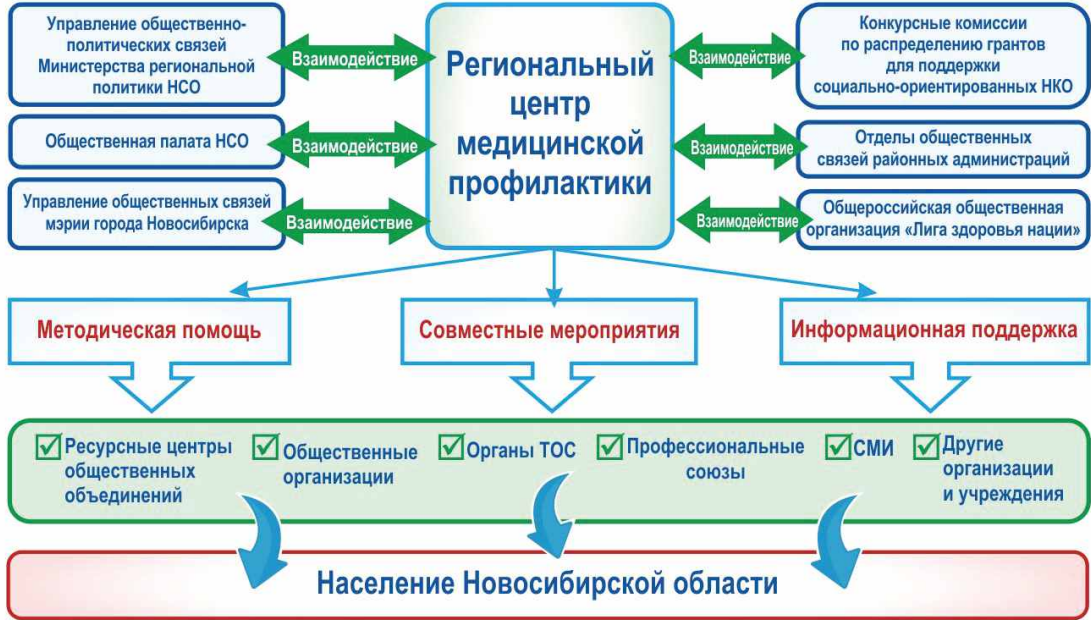 Управление общественно-
политических связей
Министерства региональной
политики НСО
Взаимодействие
Общественная палата НСО
Взаимодействие
Управление общественных связей
мэрии города Новосибирска
Взаимодействие
Региональный
центр
медицинской
профилактики
Взаимодействие
Конкурсные комиссии
по распределению грантов
для поддержки
социально-ориентированных НКО
Взаимодействие
Отделы общественных
связей районных администраций
Взаимодействие
Общероссийская общественная
организация «Лига здоровья нации»
Методическая помощь
Совместные мероприятия
Информационная поддержка
Ресурсные центры
общественных
объединений
Общественные
организации
Органы ТОС
Профессиональные
союзы
СМИ
Другие
организации
и учреждения
Население Новосибирской области